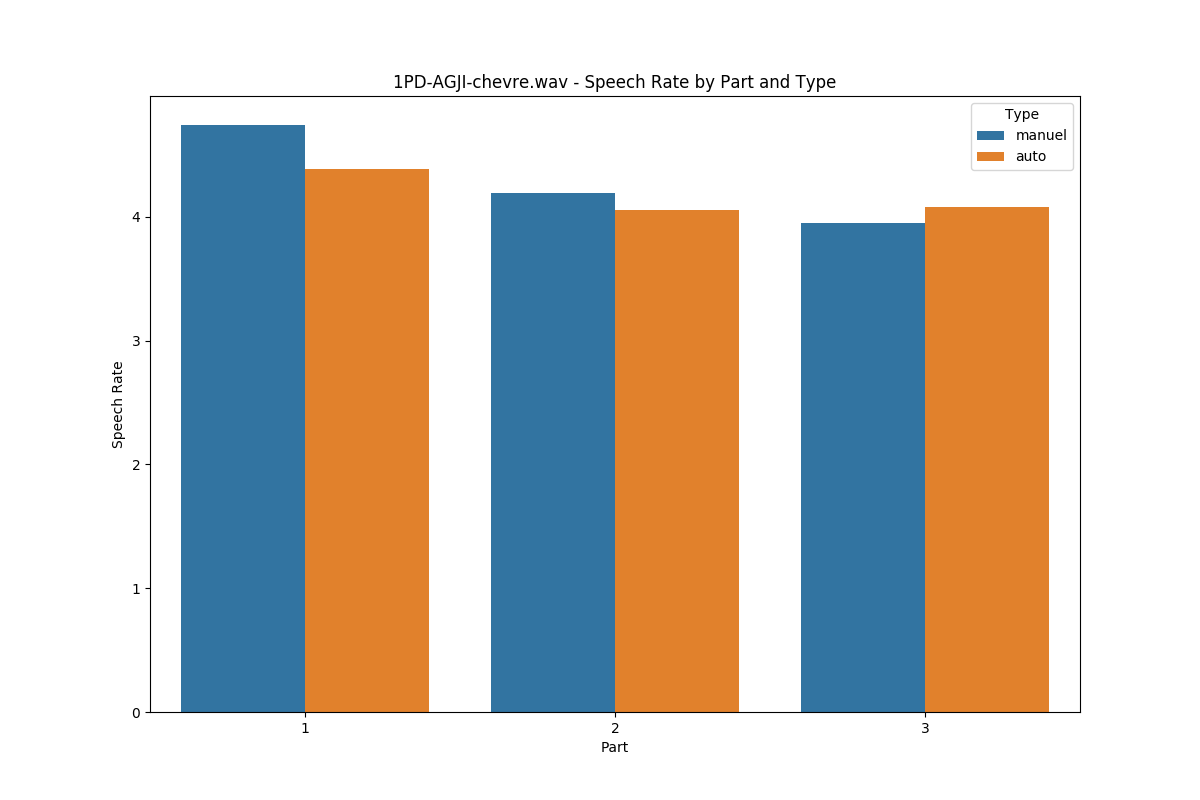 1PD-AGJI-chevre.wav - Speech Rate by Part and Type
Type
manuel
auto
4
3
2
1
0
Speech Rate
1
2
3
Part